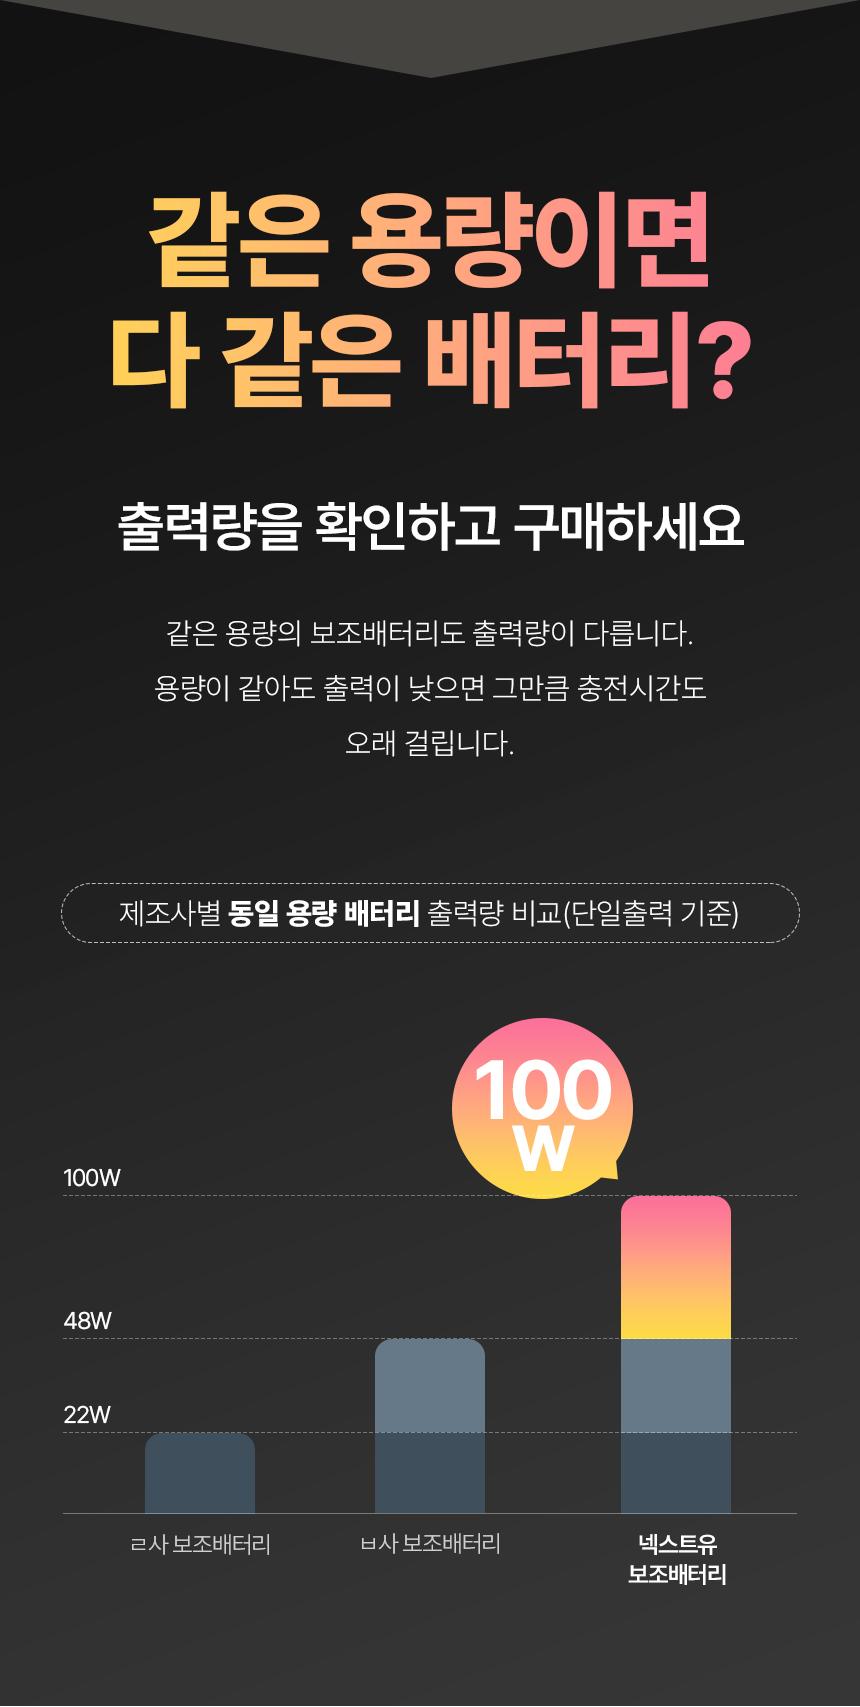 같은 용량이면
다 같은 배터리?
출력량을 확인하고 구매하세요
같은 용량의 보조배터리도 출력량이 다릅니다.
용량이 같아도 출력이 낮으면 그만큼 충전시간도
오래 걸립니다.
제조사별 동일 용량 배터리 출력량 비교(단일출력 기준)
100
W
100W
48W
22W
ㄹ사 보조배터리
ㅂ사 보조배터리
넥스트유
보조배터리